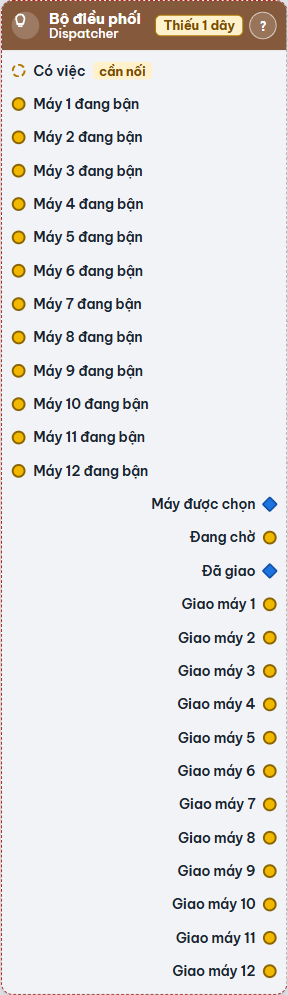 Bộ điều phối
Dispatcher
Thiếu 1 dây
?
Có việc cần nối
Máy 1 đang bận
Máy 2 đang bận
Máy 3 đang bận
Máy 4 đang bận
Máy 5 đang bận
Máy 6 đang bận
Máy 7 đang bận
Máy 8 đang bận
Máy 9 đang bận
Máy 10 đang bận
Máy 11 đang bận
Máy 12 đang bận
Máy được chọn
Đang chờ
Đã giao
Giao máy 1
Giao máy 2
Giao máy 3
Giao máy 4
Giao máy 5
Giao máy 6
Giao máy 7
Giao máy 8
Giao máy 9
Giao máy 10
Giao máy 11
Giao máy 12